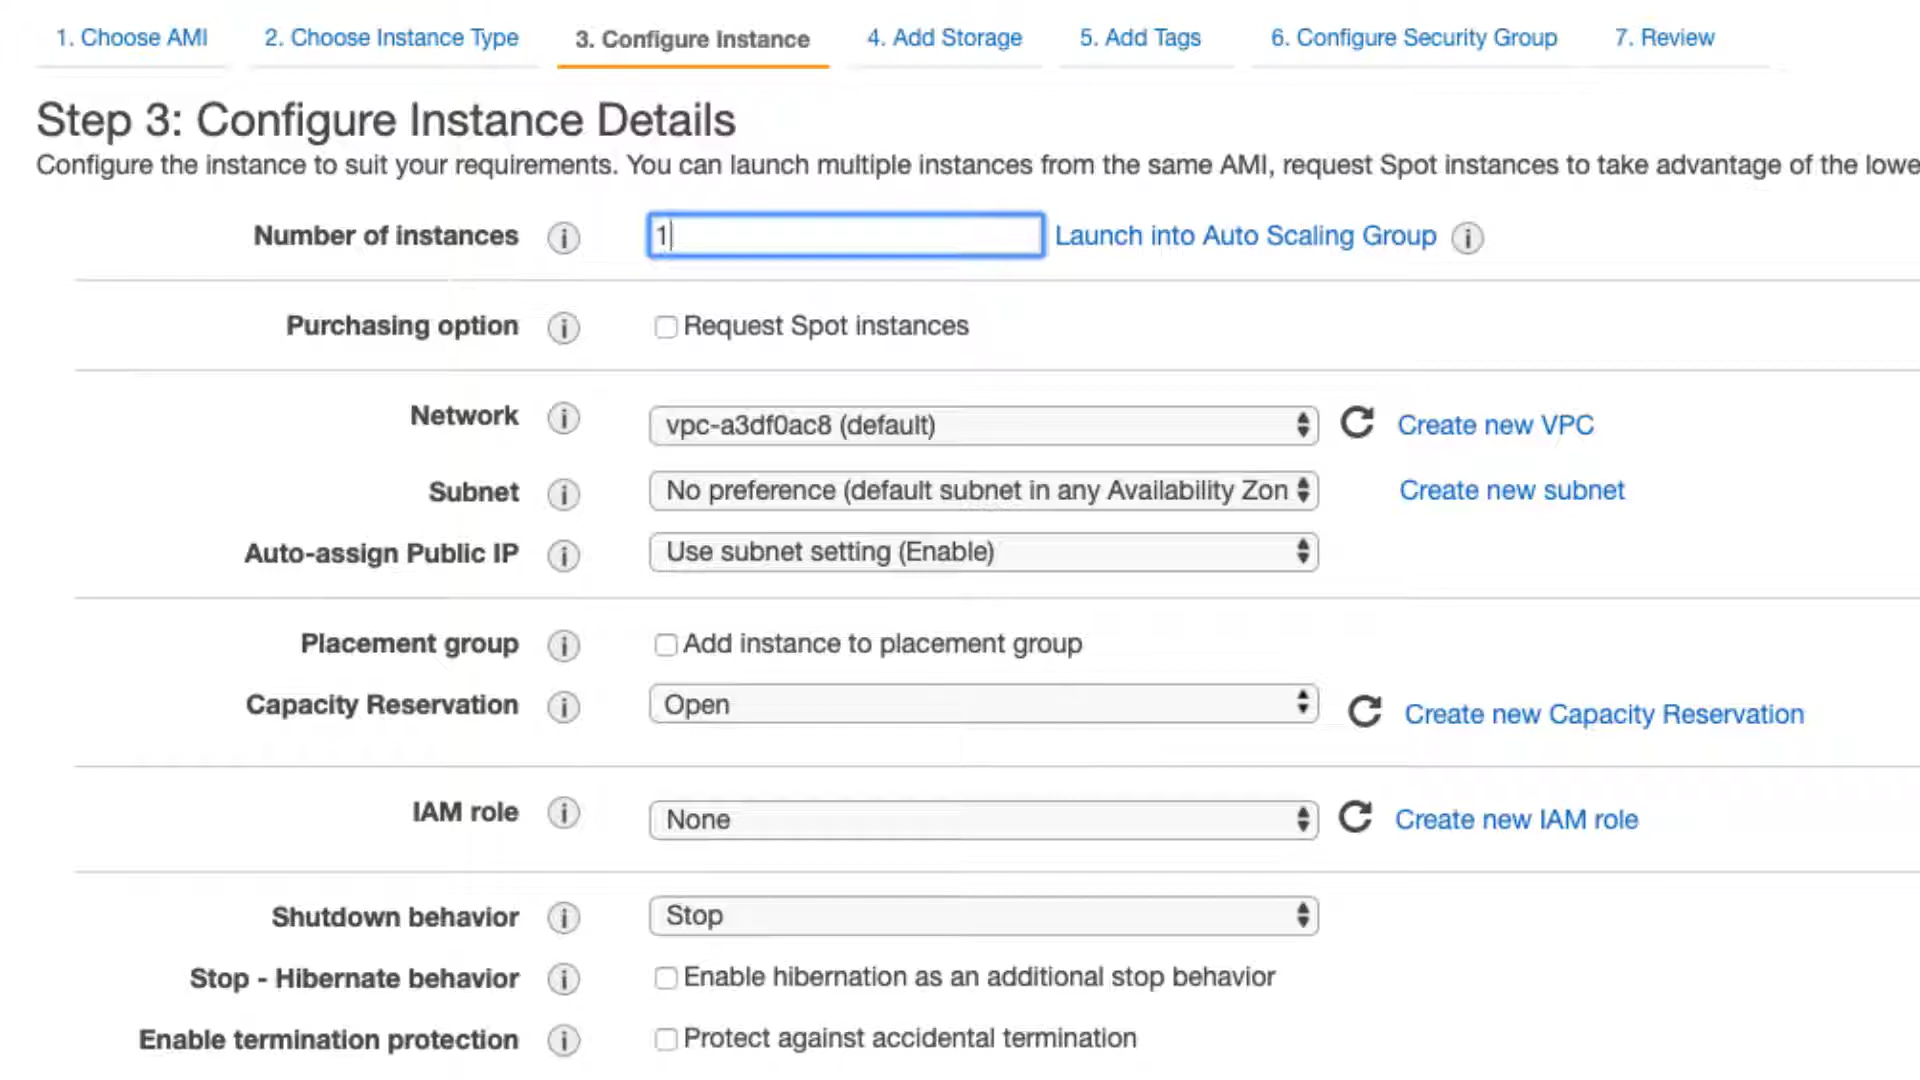 1. Choose AMI 2. Choose Instance Type 3. Configure Instance 4. Add Storage 5. Add Tags 6. Configure Security Group 7. Review
Step 3: Configure Instance Details
Configure the instance to suit your requirements. You can launch multiple instances from the same AMI, request Spot instances to take advantage of the lowe
Number of instances i 1 Launch into Auto Scaling Group i
Purchasing option i Request Spot instances
Network i vpc-a3df0ac8 (default) Create new VPC
Subnet i No preference (default subnet in any Availability Zon Create new subnet
Auto-assign Public IP i Use subnet setting (Enable)
Placement group i Add instance to placement group
Capacity Reservation i Open Create new Capacity Reservation
IAM role i None Create new IAM role
Shutdown behavior i Stop
Stop - Hibernate behavior i Enable hibernation as an additional stop behavior
Enable termination protection i Protect against accidental termination